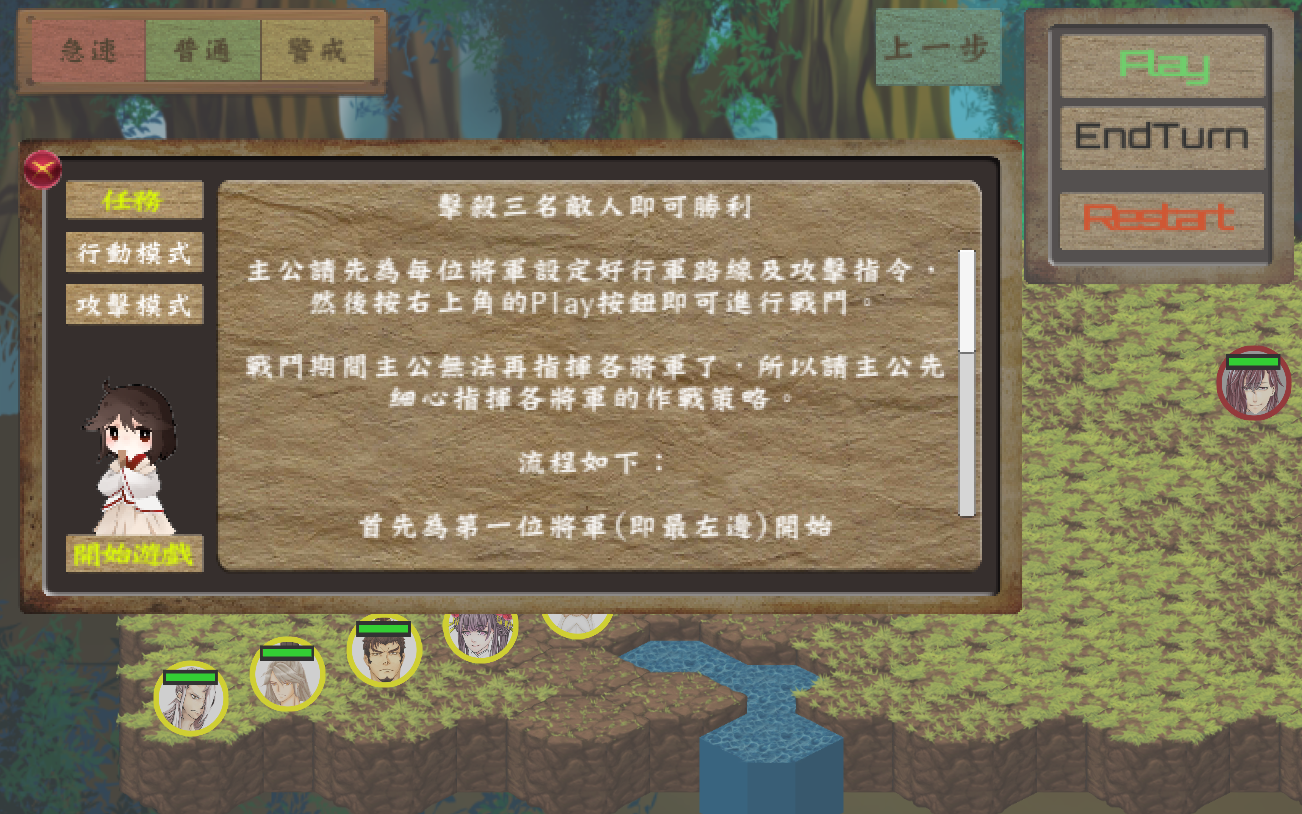 急速
普通
警戒
上一步
Play
EndTurn
Restart
任務
行動模式
攻擊模式
開始遊戲
擊殺三名敵人即可勝利
主公請先為每位將軍設定好行軍路線及攻擊指令，
然後按右上角的Play按鈕即可進行戰鬥。
戰鬥期間主公無法再指揮各將軍了，所以請主公先
細心指揮各將軍的作戰策略。
流程如下：
首先為第一位將軍(即最左邊)開始